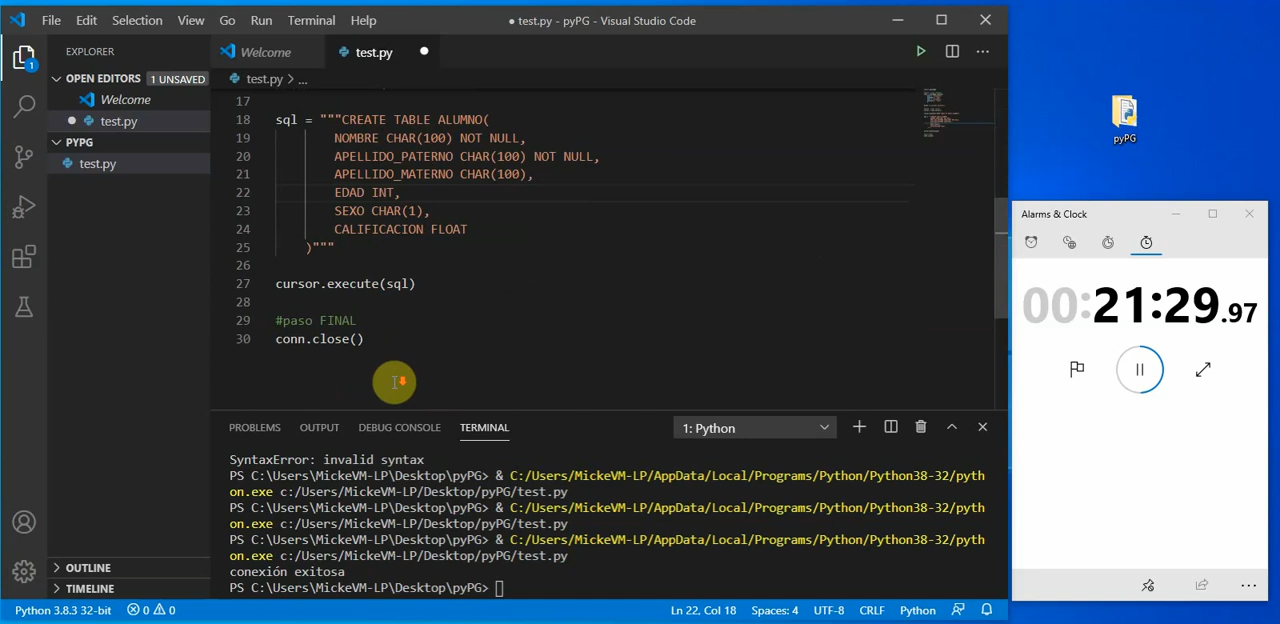 File Edit Selection View Go Run Terminal Help
● test.py - pyPG - Visual Studio Code
EXPLORER
Welcome
test.py
OPEN EDITORS 1 UNSAVED
test.py > ...
Welcome
test.py
PYPG
test.py
17
18 sql = """CREATE TABLE ALUMNO(
19 NOMBRE CHAR(100) NOT NULL,
20 APELLIDO_PATERNO CHAR(100) NOT NULL,
21 APELLIDO_MATERNO CHAR(100),
22 EDAD INT,
23 SEXO CHAR(1),
24 CALIFICACION FLOAT
25 )"""
26
27 cursor.execute(sql)
28
29 #paso FINAL
30 conn.close()
PROBLEMS OUTPUT DEBUG CONSOLE TERMINAL
1: Python
SyntaxError: invalid syntax
PS C:\Users\MickeVM-LP\Desktop\pyPG> & C:/Users/MickeVM-LP/AppData/Local/Programs/Python/Python38-32/pyth
on.exe c:/Users/MickeVM-LP/Desktop/pyPG/test.py
PS C:\Users\MickeVM-LP\Desktop\pyPG> & C:/Users/MickeVM-LP/AppData/Local/Programs/Python/Python38-32/pyth
on.exe c:/Users/MickeVM-LP/Desktop/pyPG/test.py
PS C:\Users\MickeVM-LP\Desktop\pyPG> & C:/Users/MickeVM-LP/AppData/Local/Programs/Python/Python38-32/pyth
on.exe c:/Users/MickeVM-LP/Desktop/pyPG/test.py
conexión exitosa
PS C:\Users\MickeVM-LP\Desktop\pyPG>
OUTLINE
TIMELINE
1
Python 3.8.3 32-bit 0 0
Ln 22, Col 18 Spaces: 4 UTF-8 CRLF Python
pyPG
Alarms & Clock
00:21:29.97